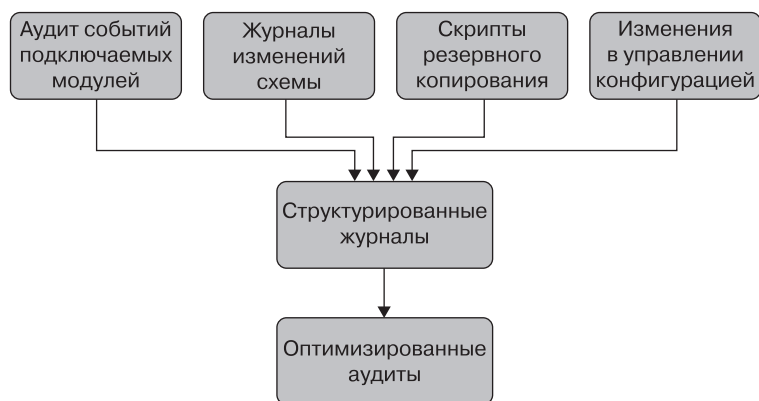 Аудит событий
подключаемых
модулей
Журналы
изменений
схемы
Скрипты
резервного
копирования
Изменения
в управлении
конфигурацией
Структурированные
журналы
Оптимизированные
аудиты